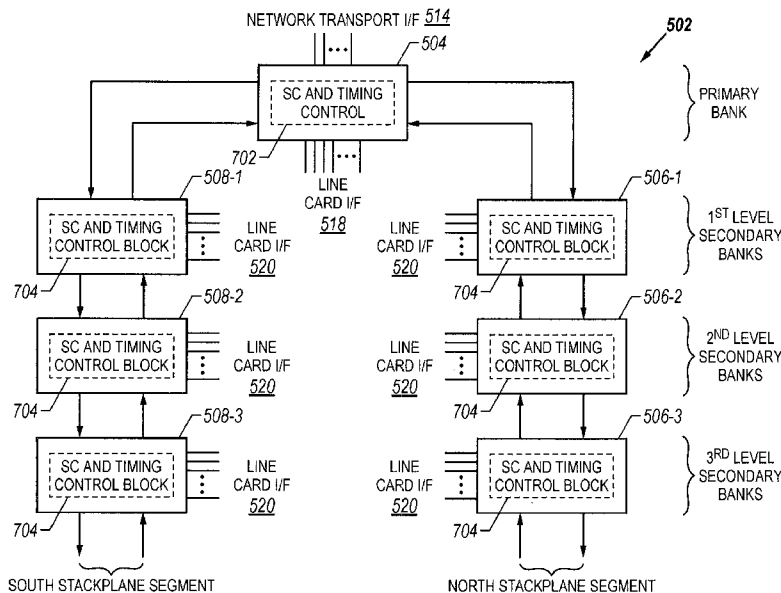 NETWORK TRANSPORT I/F 514
504
502
SC AND TIMING
CONTROL
702
PRIMARY
BANK
LINE
CARD I/F
518
508-1
SC AND TIMING
CONTROL BLOCK
704
LINE
CARD I/F
520
506-1
LINE
CARD I/F
520
SC AND TIMING
CONTROL BLOCK
704
1ST LEVEL
SECONDARY
BANKS
508-2
SC AND TIMING
CONTROL BLOCK
704
LINE
CARD I/F
520
506-2
LINE
CARD I/F
520
SC AND TIMING
CONTROL BLOCK
704
2ND LEVEL
SECONDARY
BANKS
508-3
SC AND TIMING
CONTROL BLOCK
704
LINE
CARD I/F
520
506-3
LINE
CARD I/F
520
SC AND TIMING
CONTROL BLOCK
704
3RD LEVEL
SECONDARY
BANKS
SOUTH STACKPLANE SEGMENT
NORTH STACKPLANE SEGMENT